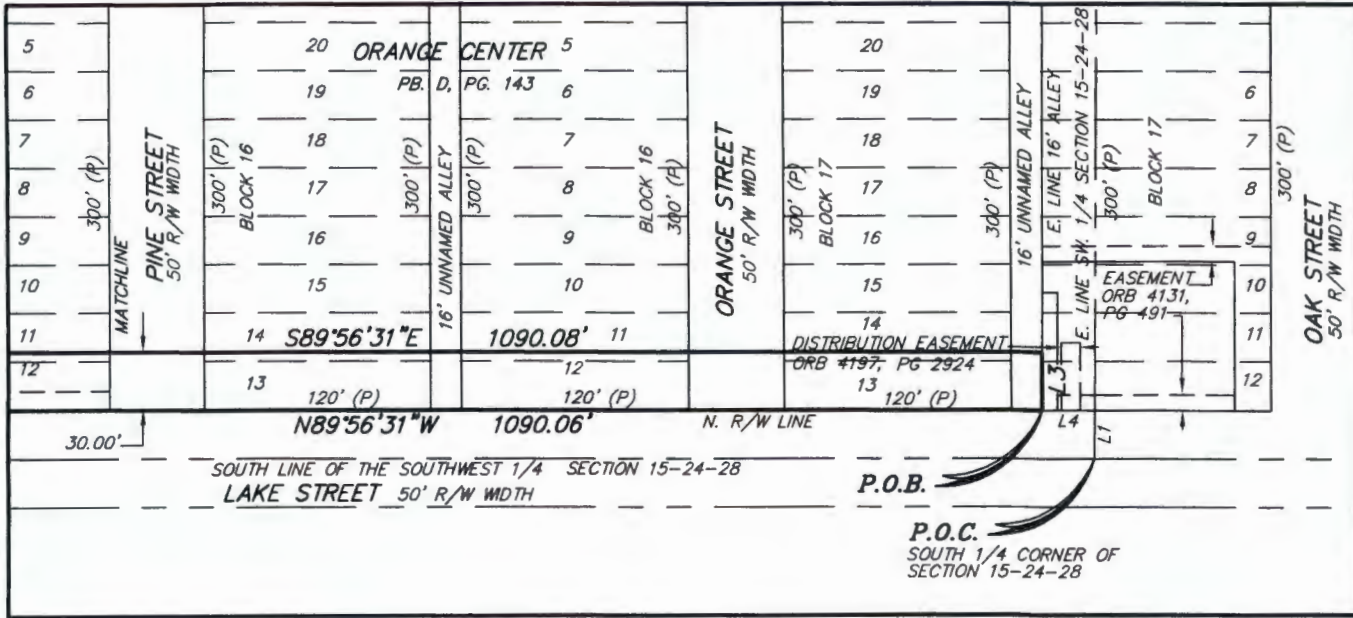 5
6
7
8
9
10
11
12
300' (P)
MATCHLINE
30.00'
PINE STREET
50' R/W WIDTH
300' (P)
BLOCK 16
20
19
18
17
16
15
14
13
120' (P)
ORANGE CENTER
PB. D, PG. 143
300' (P)
16' UNNAMED ALLEY
300' (P)
5
6
7
8
9
10
11
12
120' (P)
BLOCK 16
300' (P)
S89°56'31"E 1090.08'
N89°56'31"W 1090.06'
N. R/W LINE
ORANGE STREET
50' R/W WIDTH
300' (P)
BLOCK 17
20
19
18
17
16
15
14
DISTRIBUTION EASEMENT
ORB 4197, PG 2924
13
120' (P)
300' (P)
16' UNNAMED ALLEY
E. LINE 16' ALLEY
E. LINE SW. 1/4 SECTION 15-24-28
300' (P)
BLOCK 17
EASEMENT
ORB 4131,
PG 491
L3
L4
L1
6
7
8
9
10
11
12
300' (P)
OAK STREET
50' R/W WIDTH
SOUTH LINE OF THE SOUTHWEST 1/4 SECTION 15-24-28
LAKE STREET 50' R/W WIDTH
P.O.B.
P.O.C.
SOUTH 1/4 CORNER OF
SECTION 15-24-28